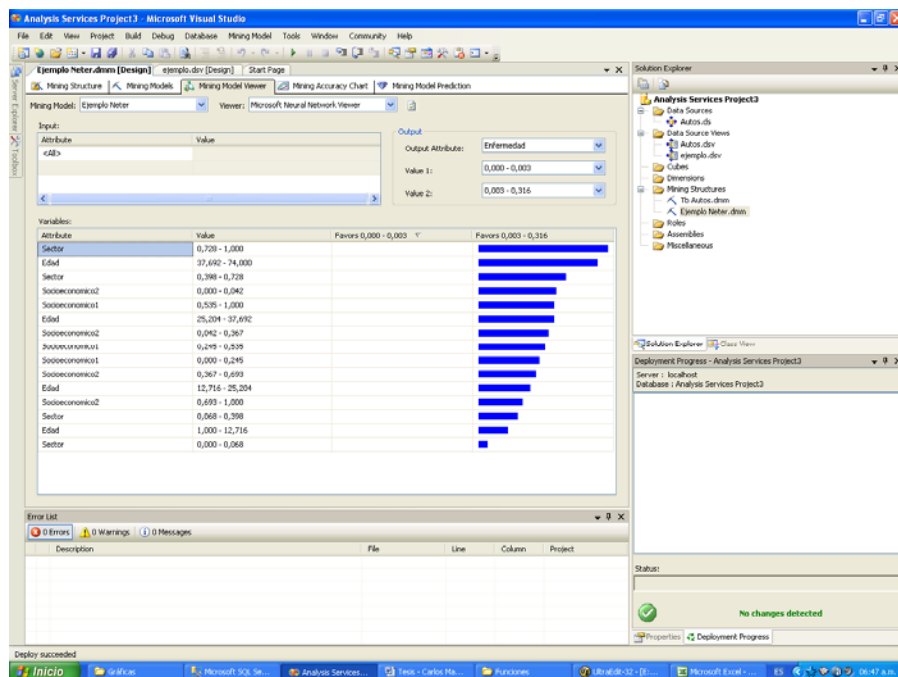 Analysis Services Project3 - Microsoft Visual Studio
File Edit View Project Build Debug Database Mining Model Tools Window Community Help
Ejemplo Neter.dmm [Design] ejemplo.dsv [Design] Start Page
Mining Structure Mining Models Mining Model Viewer Mining Accuracy Chart Mining Model Prediction
Mining Model: Ejemplo Neter Viewer: Microsoft Neural Network Viewer
Input:
Attribute Value
<All>
Output
Output Attribute: Enfermedad
Value 1: 0,000 - 0,003
Value 2: 0,003 - 0,316
Variables:
Attribute Value Favors 0,000 - 0,003 Favors 0,003 - 0,316
Sector 0,728 - 1,000
Edad 37,692 - 74,000
Sector 0,398 - 0,728
Socioeconomico2 0,000 - 0,042
Socioeconomico1 0,535 - 1,000
Edad 25,204 - 37,692
Socioeconomico2 0,042 - 0,367
Socioeconomico1 0,245 - 0,535
Socioeconomico1 0,000 - 0,245
Socioeconomico2 0,367 - 0,693
Edad 12,716 - 25,204
Socioeconomico2 0,693 - 1,000
Sector 0,068 - 0,398
Edad 1,000 - 12,716
Sector 0,000 - 0,068
Error List
0 Errors 0 Warnings 0 Messages
Description File Line Column Project
Server Explorer
Toolbox
Solution Explorer
Analysis Services Project3
Data Sources
Autos.ds
Data Source Views
Autos.dsv
ejemplo.dsv
Cubes
Dimensions
Mining Structures
Tb Autos.dmm
Ejemplo Neter.dmm
Roles
Assemblies
Miscellaneous
Solution Explorer Class View
Deployment Progress - Analysis Services Project3
Server : localhost
Database : Analysis Services Project3
Status:
No changes detected
Properties Deployment Progress
Deploy succeeded
Inicio Gráficas Microsoft SQL Se... Analysis Services... Tesis - Carlos Ma... Funciones UltraEdit-32 - [E:... Microsoft Excel - ... ES 06:47 a.m.